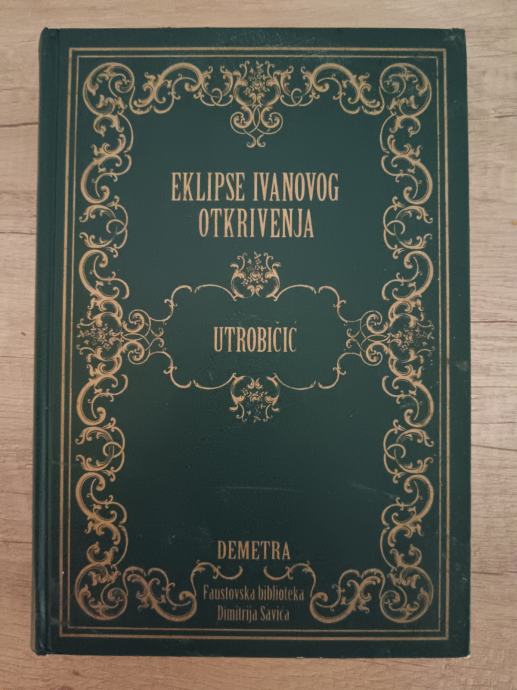 EKLIPSE IVANOVOG
OTKRIVENJA
UTROBIČIĆ
DEMETRA
Faustovska biblioteka
Dimitrija Savića